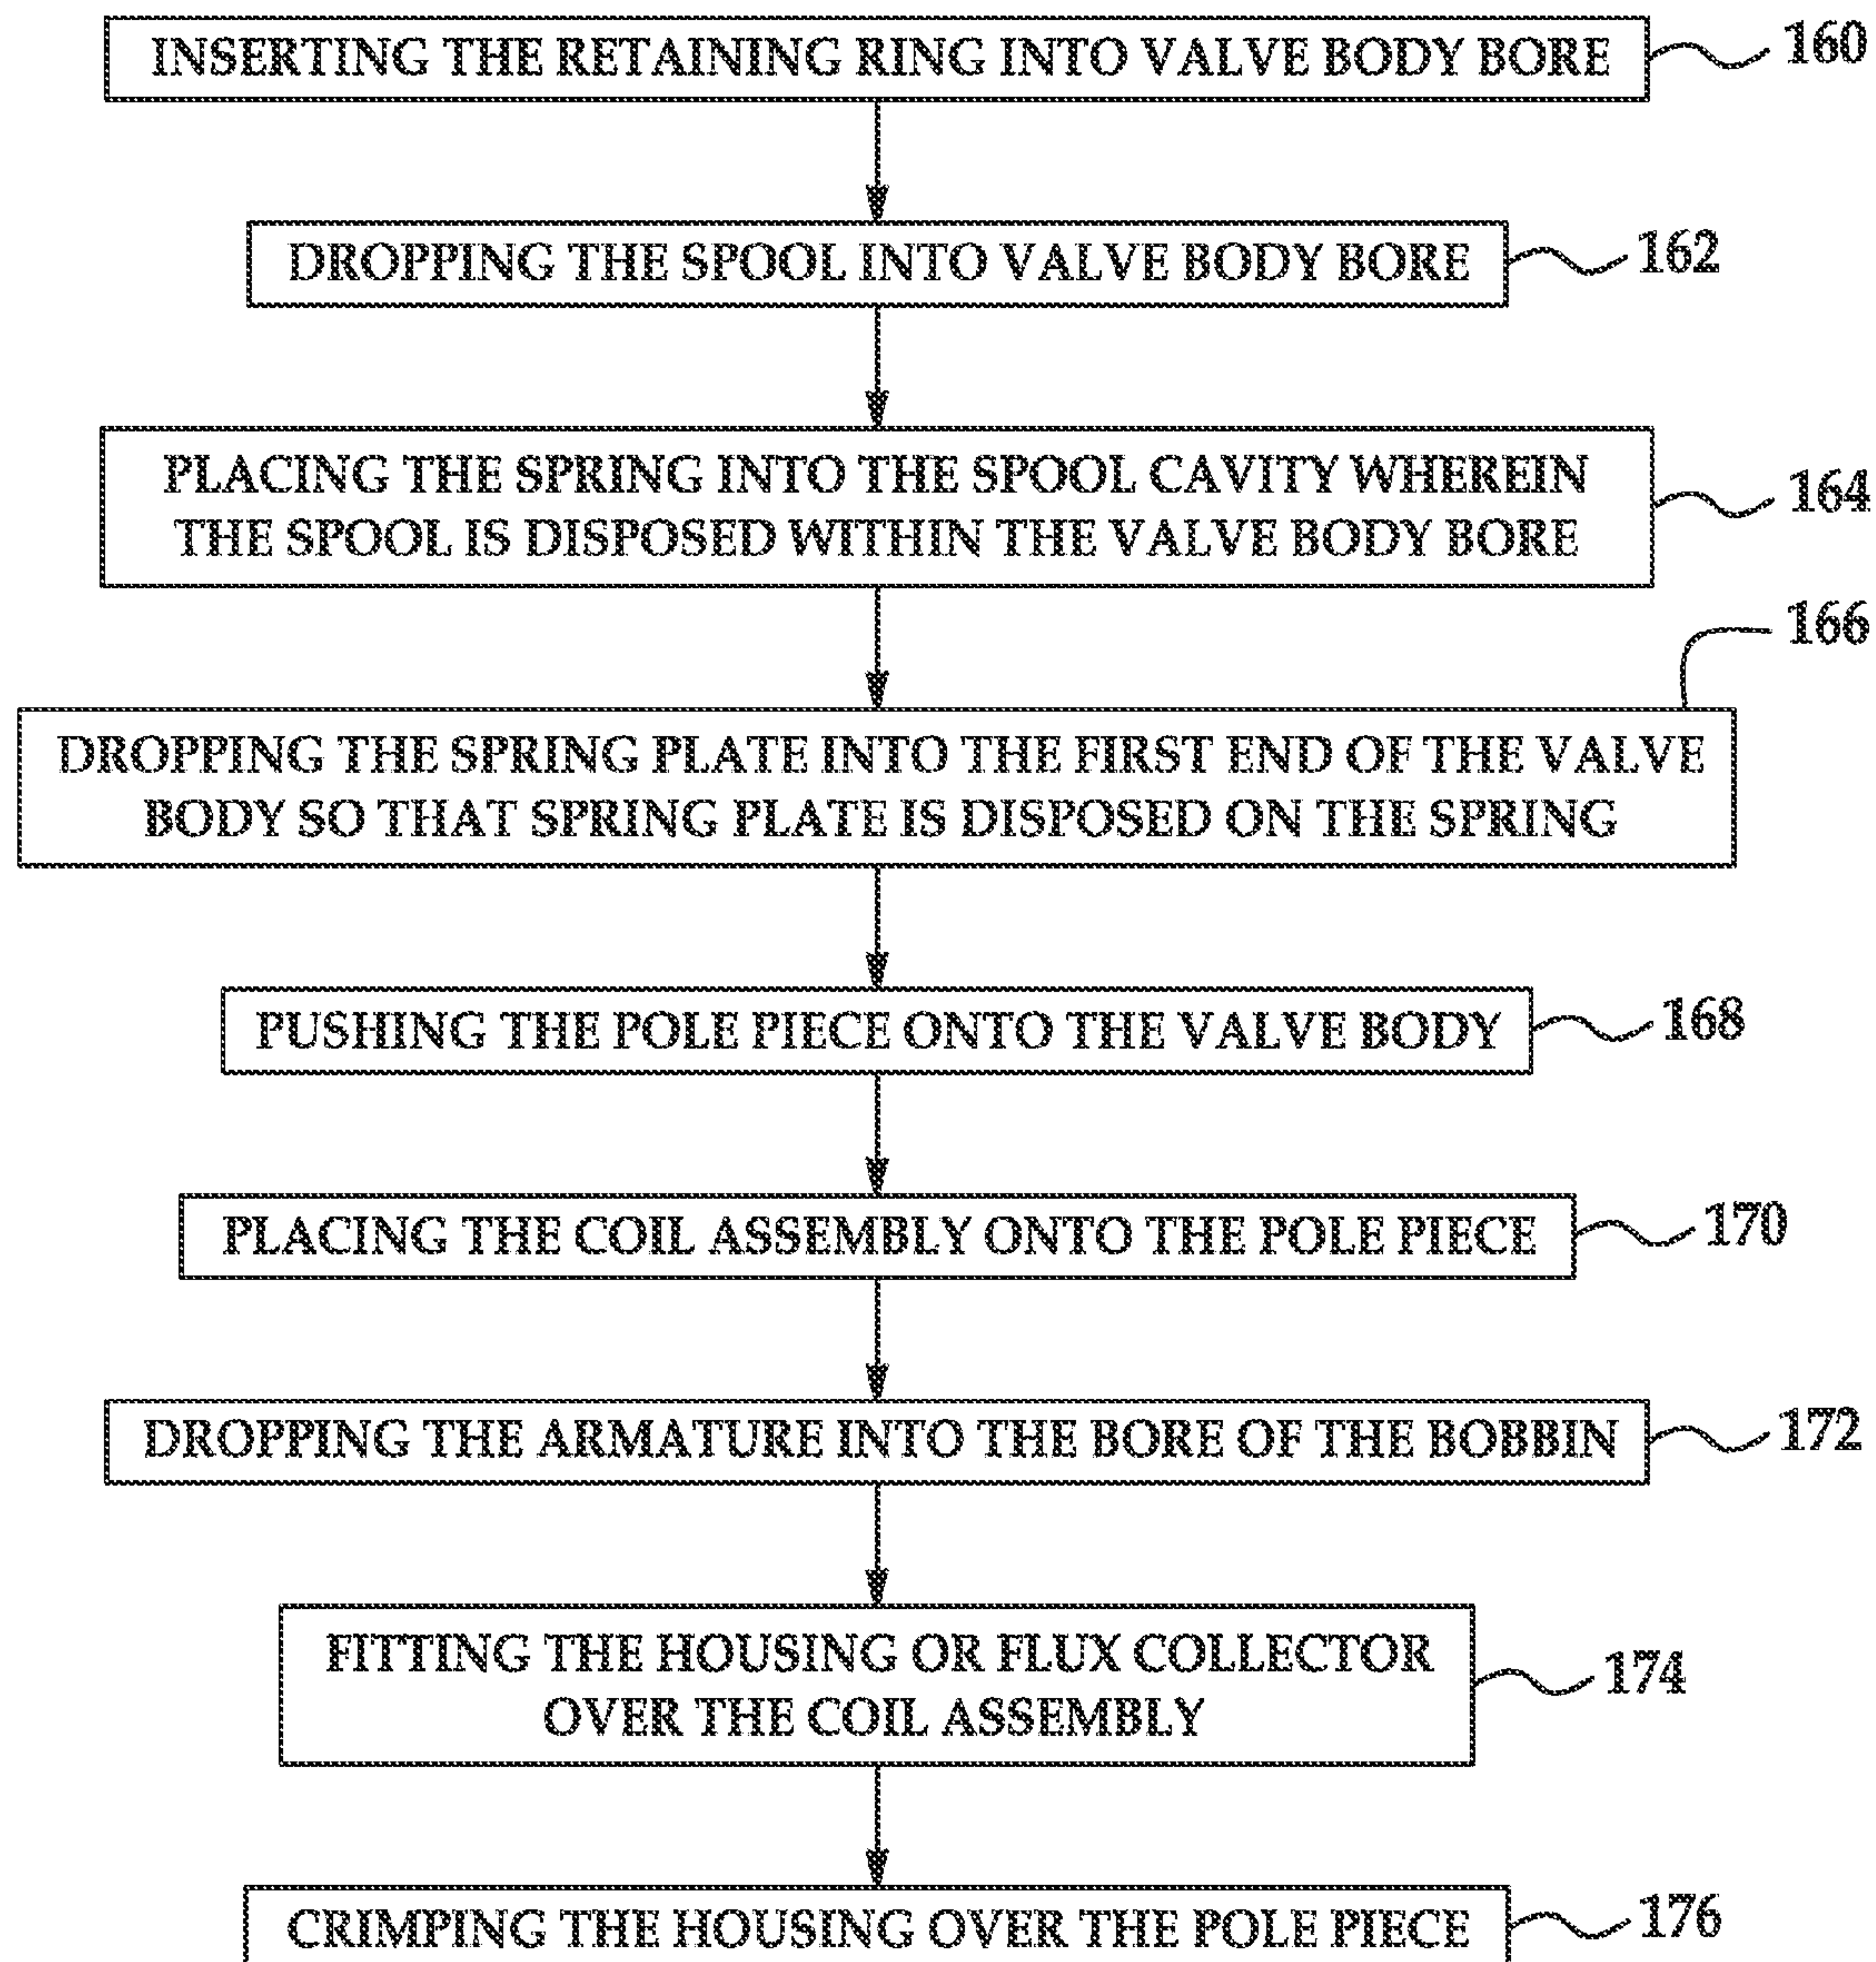 INSERTING THE RETAINING RING INTO VALVE BODY BORE 160
DROPPING THE SPOOL INTO VALVE BODY BORE 162
PLACING THE SPRING INTO THE SPOOL CAVITY WHEREIN
THE SPOOL IS DISPOSED WITHIN THE VALVE BODY BORE
164
166
DROPPING THE SPRING PLATE INTO THE FIRST END OF THE VALVE
BODY SO THAT SPRING PLATE IS DISPOSED ON THE SPRING
PUSHING THE POLE PIECE ONTO THE VALVE BODY 168
PLACING THE COIL ASSEMBLY ONTO THE POLE PIECE 170
DROPPING THE ARMATURE INTO THE BORE OF THE BOBBIN 172
FITTING THE HOUSING OR FLUX COLLECTOR
OVER THE COIL ASSEMBLY
174
CRIMPING THE HOUSING OVER THE POLE PIECE 176